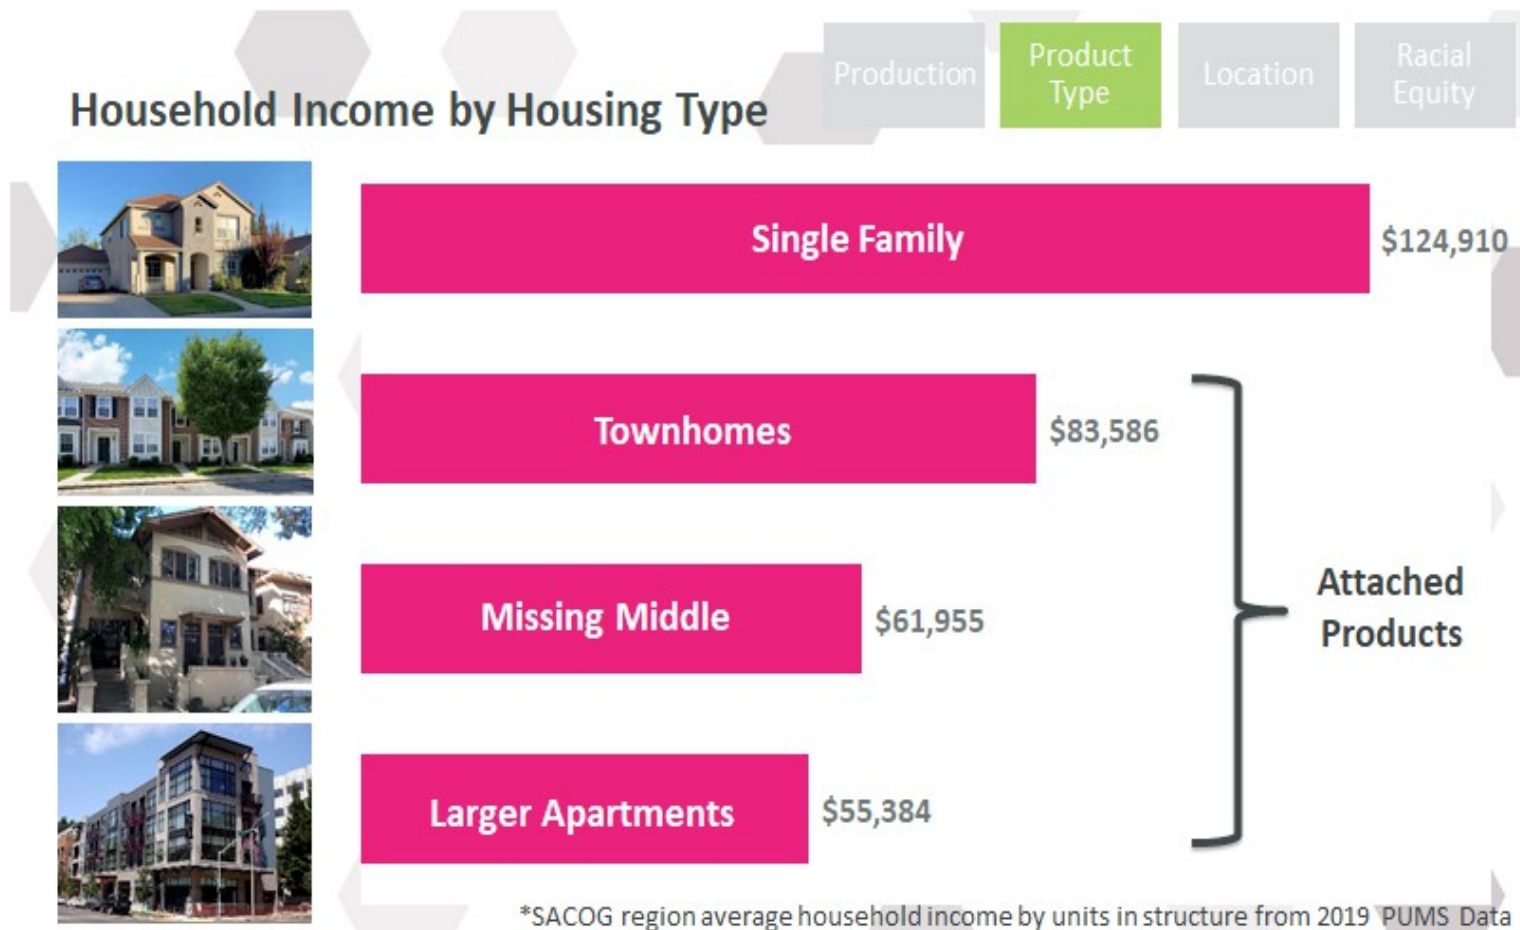 Production
Product
Type
Location
Racial
Equity
Household Income by Housing Type
Single Family
$124,910
Townhomes
$83,586
Missing Middle
$61,955
Larger Apartments
$55,384
Attached
Products
*SACOG region average household income by units in structure from 2019 PUMS Data